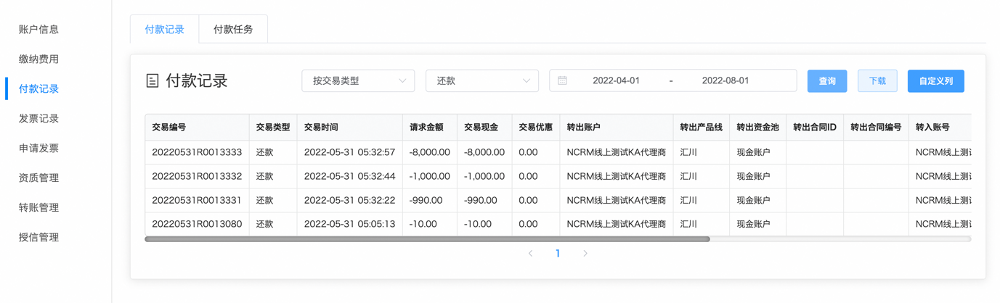 账户信息
缴纳费用
付款记录
发票记录
申请发票
资质管理
转账管理
授信管理
付款记录 付款任务
付款记录 按交易类型 还款 2022-04-01 - 2022-08-01 查询 下载 自定义列
交易编号 交易类型 交易时间 请求金额 交易现金 交易优惠 转出账户 转出产品线 转出资金池 转出合同ID 转出合同编号 转入账号
20220531R0013333 还款 2022-05-31 05:32:57 -8,000.00 -8,000.00 0.00 NCRM线上测试KA代理商 汇川 现金账户 NCRM线上测
20220531R0013332 还款 2022-05-31 05:32:44 -1,000.00 -1,000.00 0.00 NCRM线上测试KA代理商 汇川 现金账户 NCRM线上测
20220531R0013331 还款 2022-05-31 05:32:22 -990.00 -990.00 0.00 NCRM线上测试KA代理商 汇川 现金账户 NCRM线上测
20220531R0013080 还款 2022-05-31 05:05:13 -10.00 -10.00 0.00 NCRM线上测试KA代理商 汇川 现金账户 NCRM线上测
1